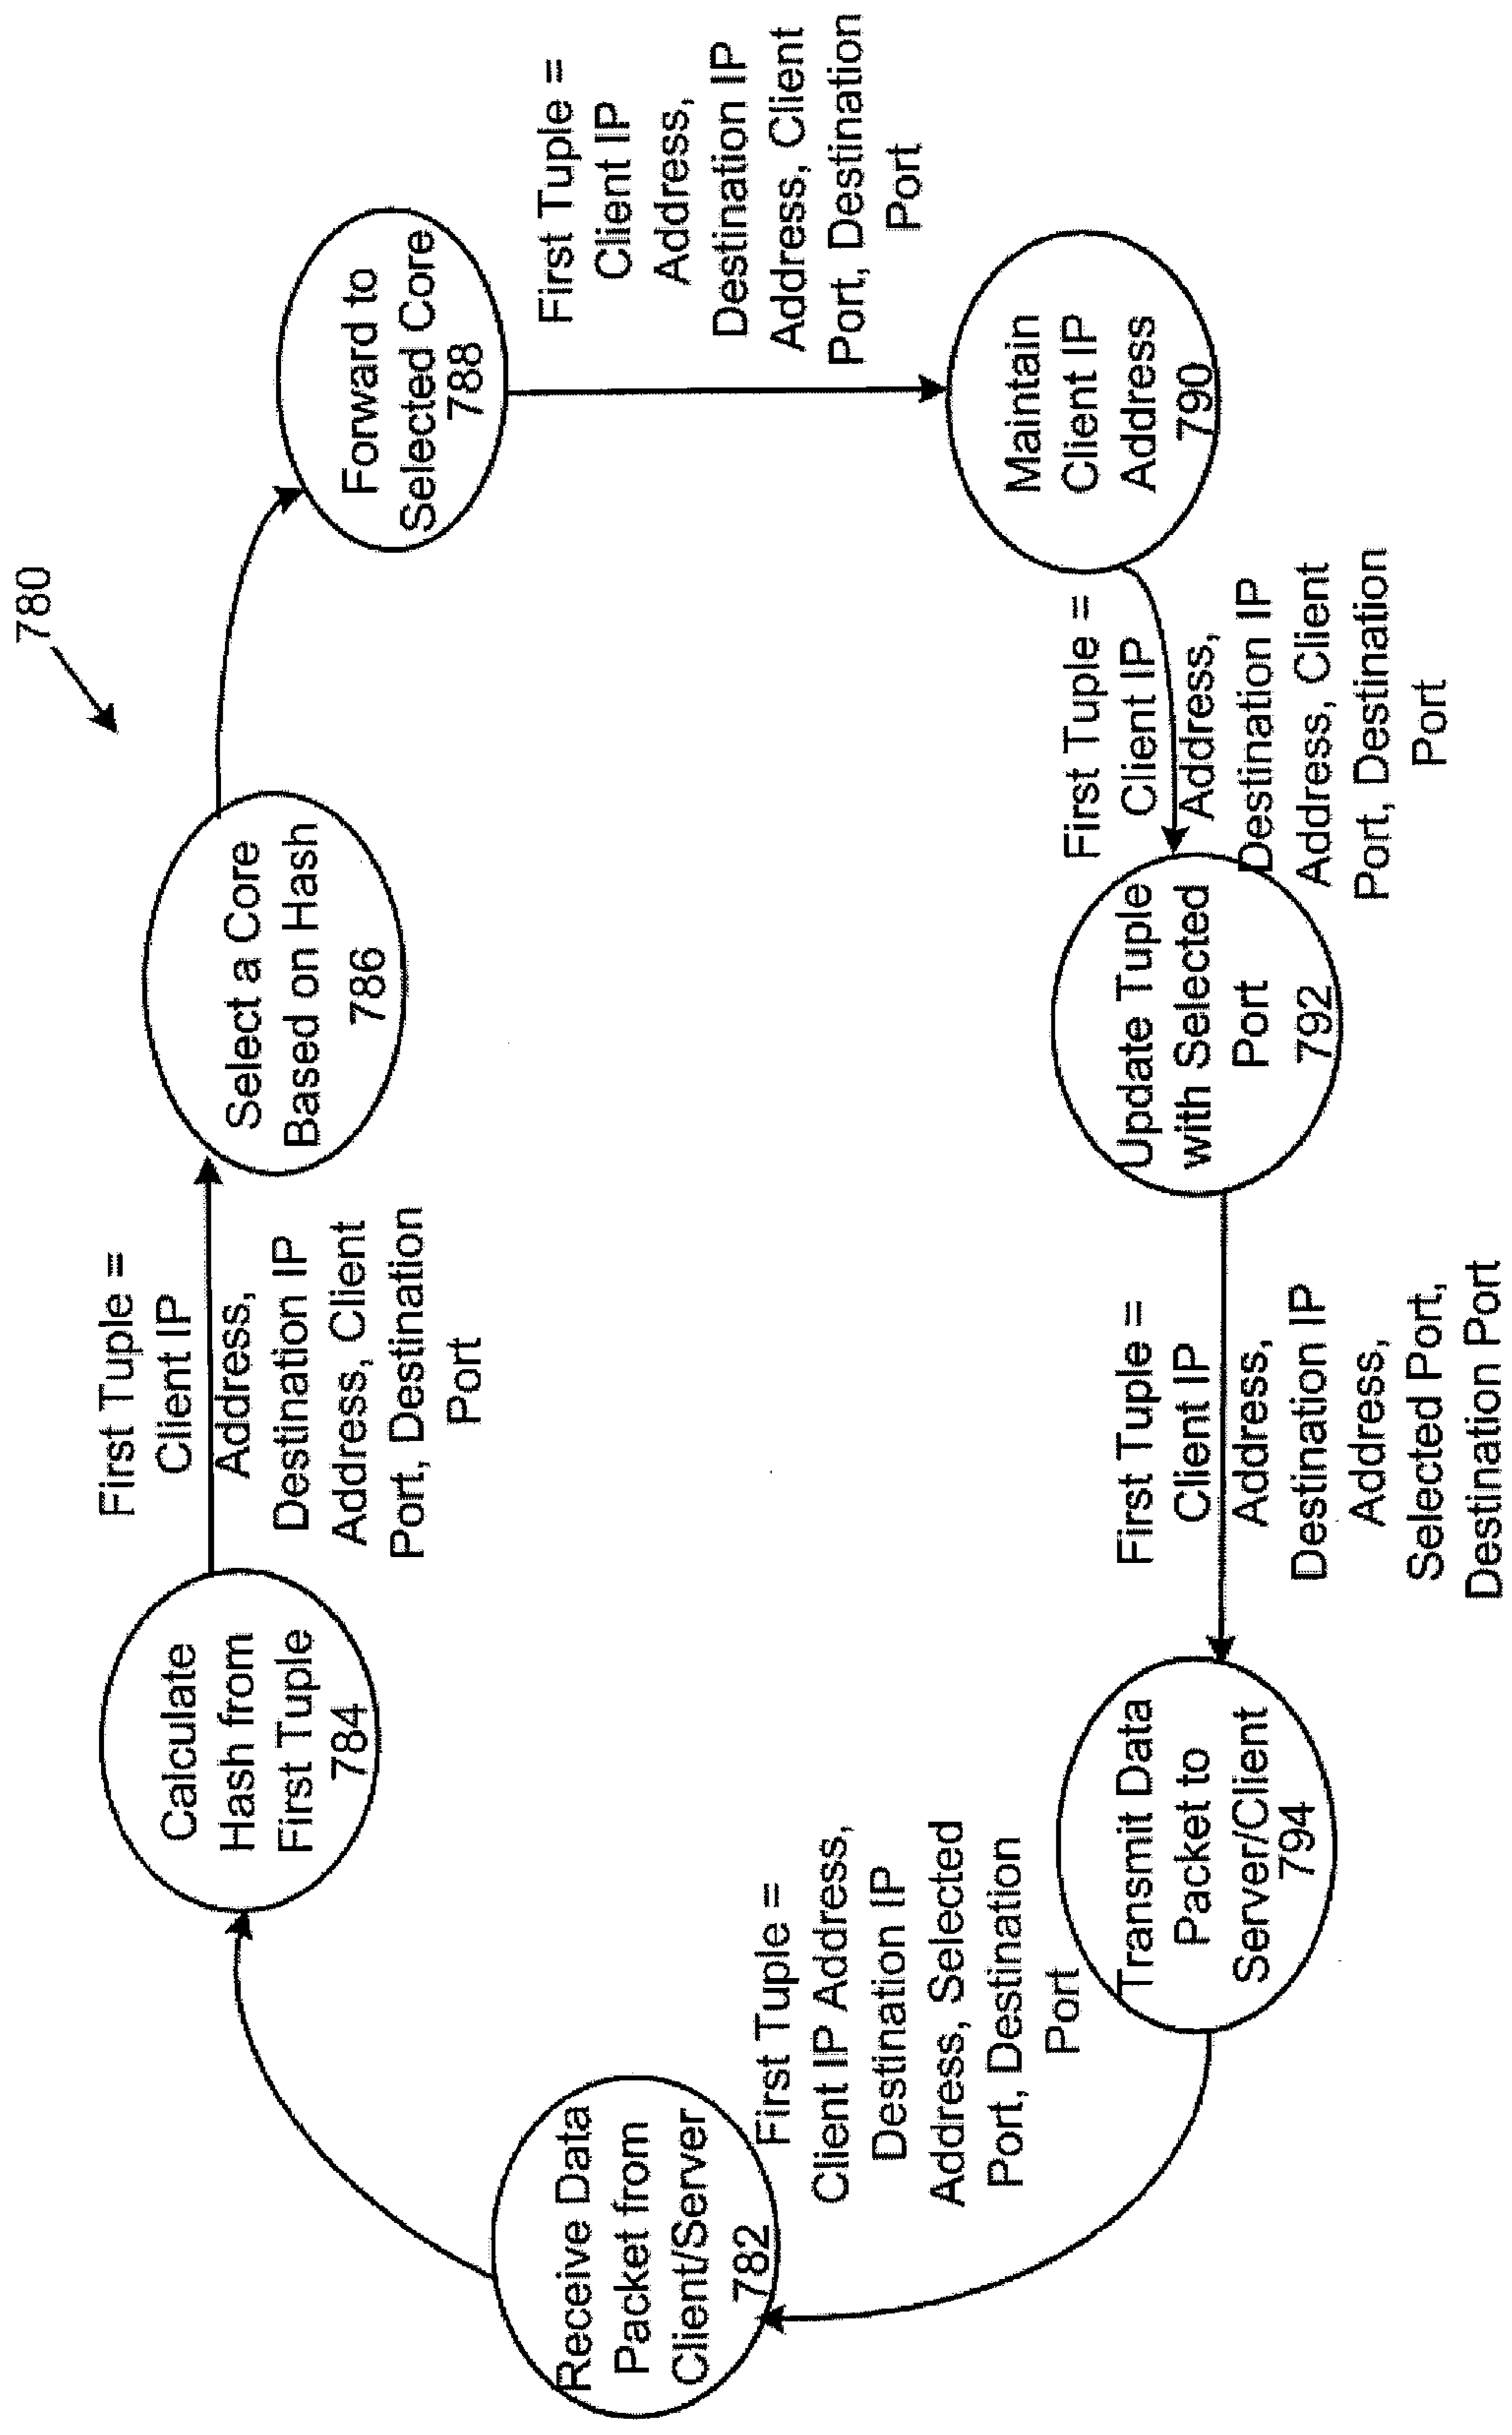 780
Receive Data
Packet from
Client/Server
782
Calculate
Hash from
First Tuple
784
First Tuple =
Client IP
Address,
Destination IP
Address, Client
Port, Destination
Port
Select a Core
Based on Hash
786
Forward to
Selected Core
788
First Tuple =
Client IP
Address,
Destination IP
Address, Client
Port, Destination
Port
Maintain
Client IP
Address
790
First Tuple =
Client IP
Address,
Destination IP
Address, Client
Port, Destination
Port
Update Tuple
with Selected
Port
792
First Tuple =
Client IP
Address,
Destination IP
Address,
Selected Port,
Destination Port
Transmit Data
Packet to
Server/Client
794
First Tuple =
Client IP Address,
Destination IP
Address, Selected
Port, Destination
Port